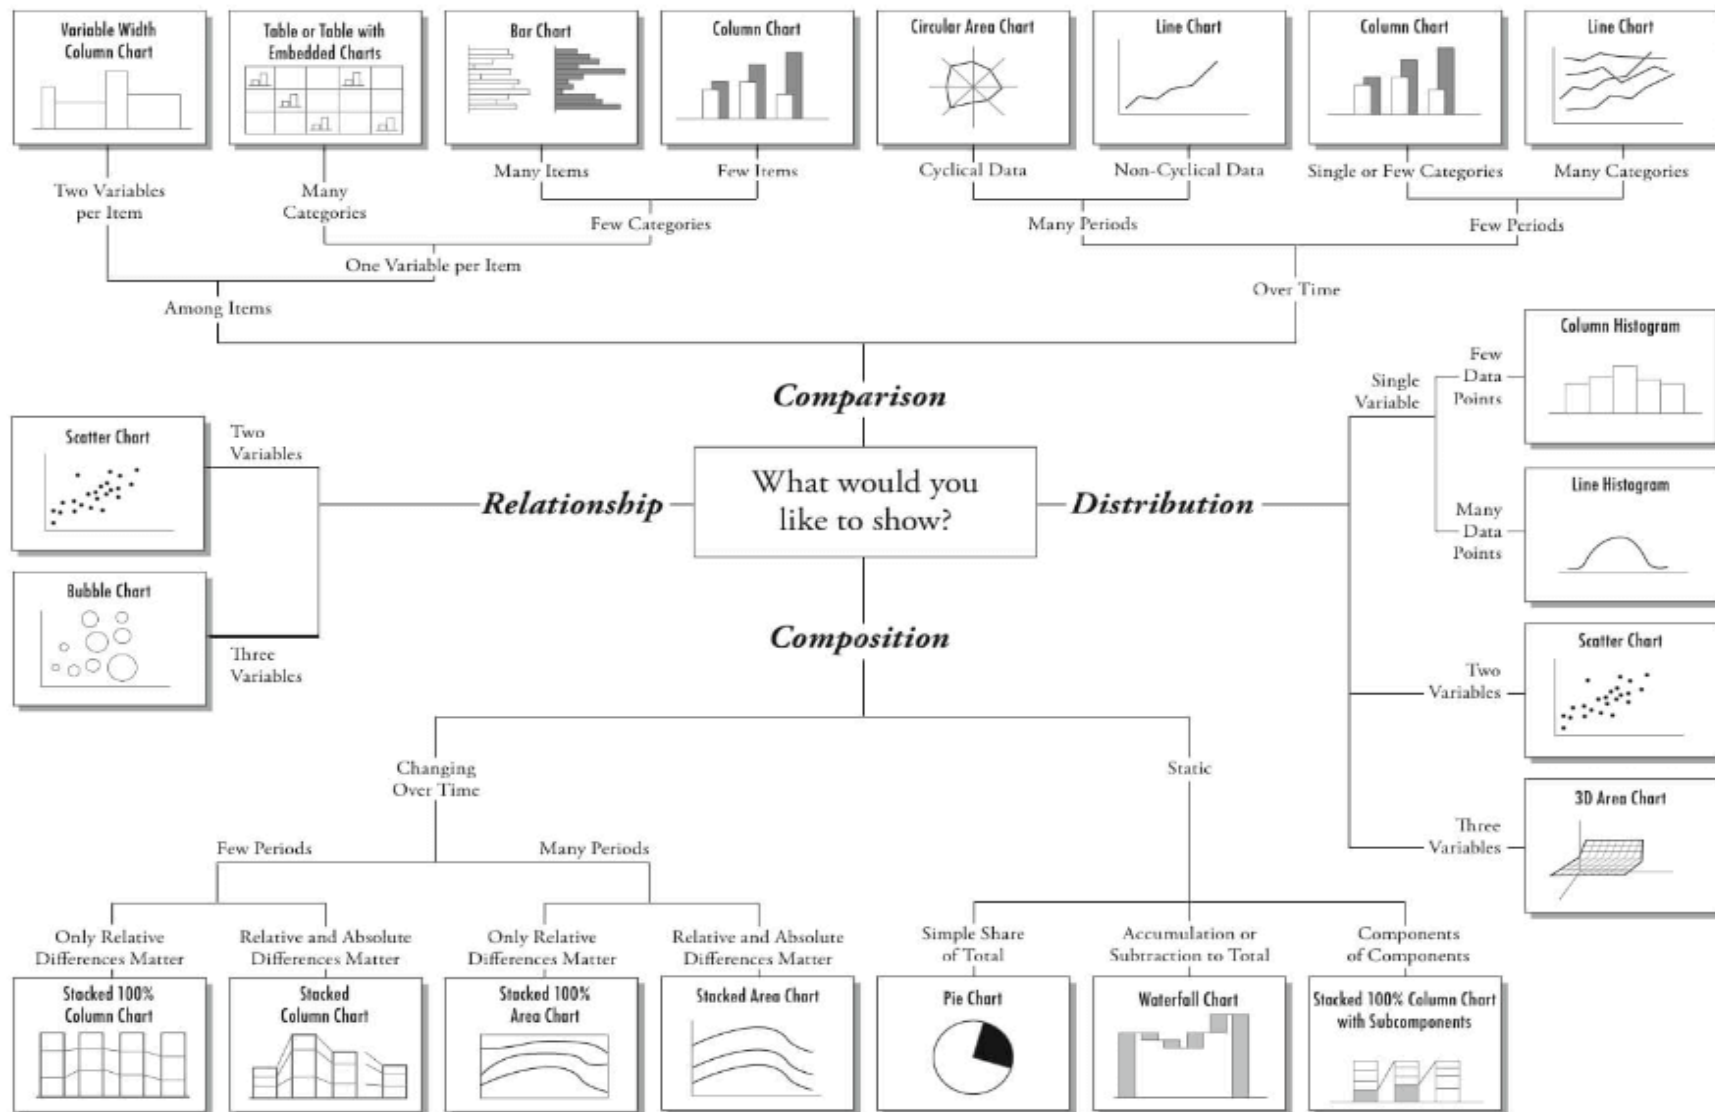 Variable Width
Column Chart
Table or Table with
Embedded Charts
Bar Chart
Column Chart
Circular Area Chart
Line Chart
Column Chart
Line Chart
Two Variables
per Item
Many
Categories
Many Items
Few Items
Cyclical Data
Non-Cyclical Data
Single or Few Categories
Many Categories
Few Categories
Many Periods
Few Periods
One Variable per Item
Among Items
Over Time
Comparison
What would you
like to show?
Relationship
Two
Variables
Scatter Chart
Three
Variables
Bubble Chart
Distribution
Single
Variable
Few
Data
Points
Column Histogram
Many
Data
Points
Line Histogram
Two
Variables
Scatter Chart
Three
Variables
3D Area Chart
Composition
Changing
Over Time
Static
Few Periods
Many Periods
Only Relative
Differences Matter
Relative and Absolute
Differences Matter
Only Relative
Differences Matter
Relative and Absolute
Differences Matter
Simple Share
of Total
Accumulation or
Subtraction to Total
Components
of Components
Stacked 100%
Column Chart
Stacked
Column Chart
Stacked 100%
Area Chart
Stacked Area Chart
Pie Chart
Waterfall Chart
Stacked 100% Column Chart
with Subcomponents